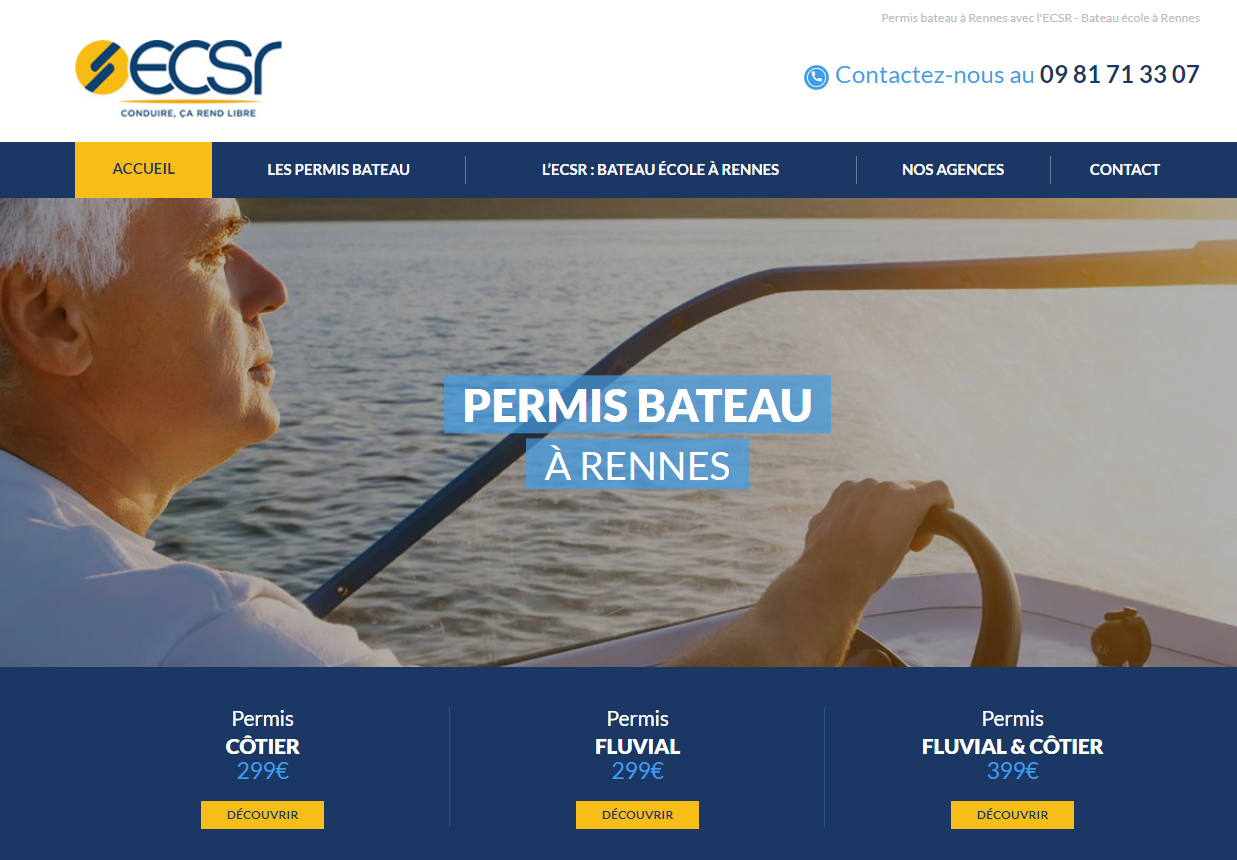 Permis bateau à Rennes avec l'ECSR - Bateau école à Rennes
ECSr
CONDUIRE, ÇA REND LIBRE
Contactez-nous au 09 81 71 33 07
ACCUEIL
LES PERMIS BATEAU
L'ECSR : BATEAU ÉCOLE À RENNES
NOS AGENCES
CONTACT
PERMIS BATEAU
À RENNES
Permis
CÔTIER
299€
DÉCOUVRIR
Permis
FLUVIAL
299€
DÉCOUVRIR
Permis
FLUVIAL & CÔTIER
399€
DÉCOUVRIR